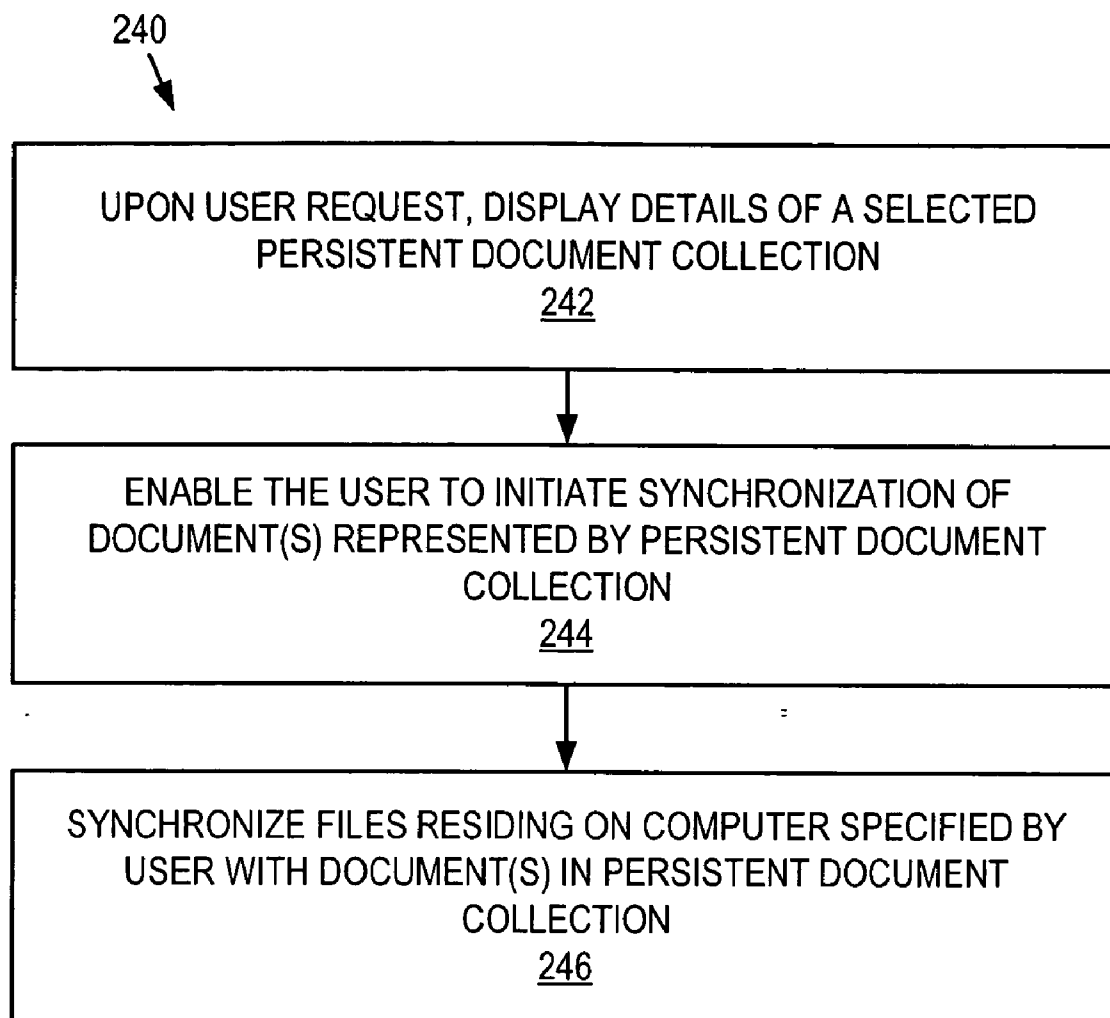 240
UPON USER REQUEST, DISPLAY DETAILS OF A SELECTED
PERSISTENT DOCUMENT COLLECTION
242
ENABLE THE USER TO INITIATE SYNCHRONIZATION OF
DOCUMENT(S) REPRESENTED BY PERSISTENT DOCUMENT
COLLECTION
244
SYNCHRONIZE FILES RESIDING ON COMPUTER SPECIFIED BY
USER WITH DOCUMENT(S) IN PERSISTENT DOCUMENT
COLLECTION
246